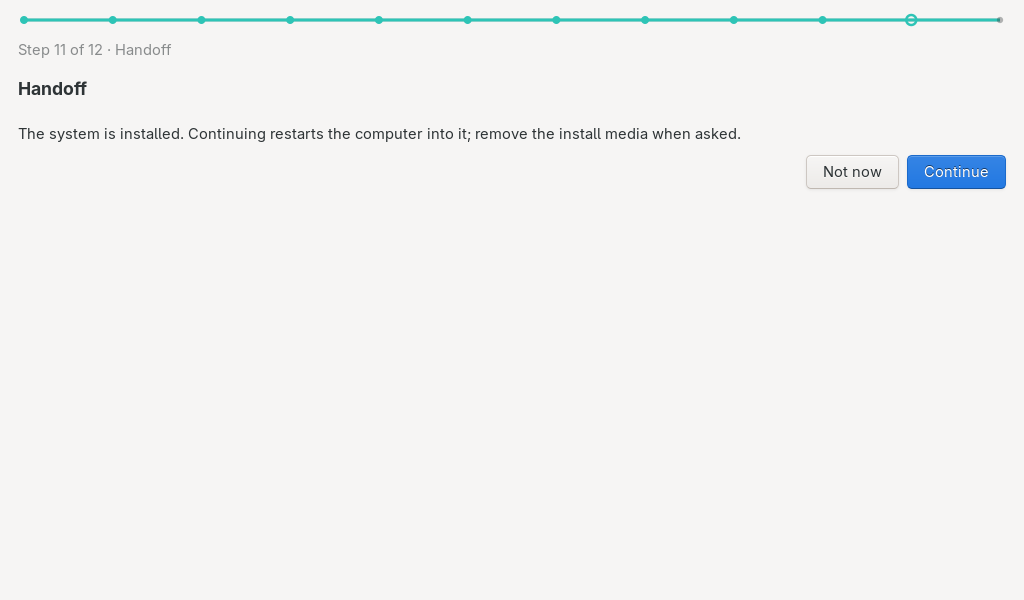 Step 11 of 12 · Handoff
Handoff
The system is installed. Continuing restarts the computer into it; remove the install media when asked.
Not now
Continue